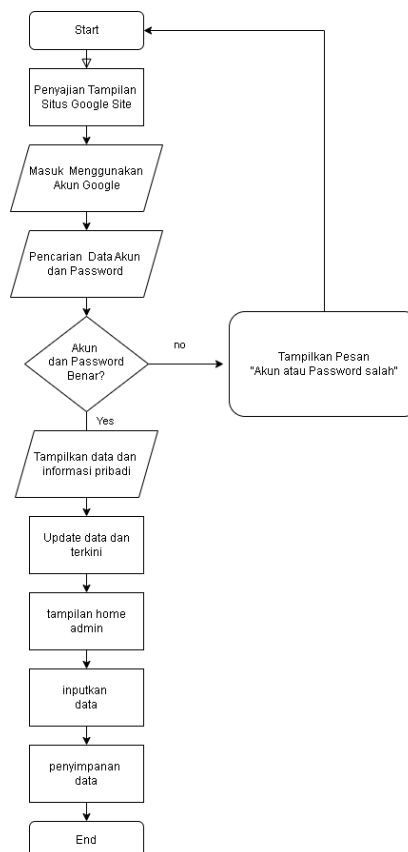 Start
Penyajian Tampilan
Situs Google Site
Masuk Menggunakan
Akun Google
Pencarian Data Akun
dan Password
Akun
dan Password
Benar?
no
Tampilkan Pesan
"Akun atau Password salah"
Yes
Tampilkan data dan
informasi pribadi
Update data dan
terkini
tampilan home
admin
inputkan
data
penyimpanan
data
End